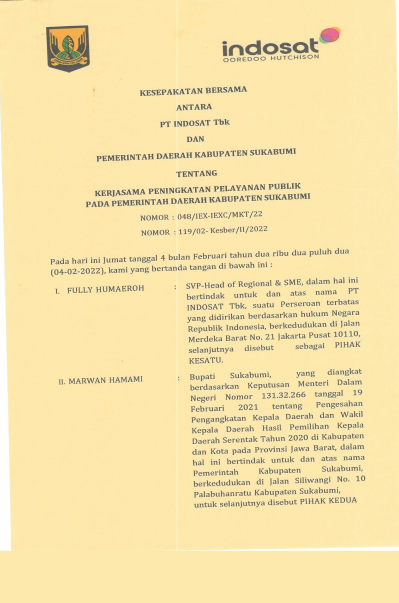 indosat
OOREDOO HUTCHISON
KESEPAKATAN BERSAMA
ANTARA
PT INDOSAT Tbk
DAN
PEMERINTAH DAERAH KABUPATEN SUKABUMI
TENTANG
KERJASAMA PENINGKATAN PELAYANAN PUBLIK
PADA PEMERINTAH DAERAH KABUPATEN SUKABUMI
NOMOR : 048/IEX-IEXC/MKT/22
NOMOR : 119/02- Kesber/II/2022
Pada hari ini Jumat tanggal 4 bulan Februari tahun dua ribu dua puluh dua
(04-02-2022), kami yang bertanda tangan di bawah ini :
I. FULLY HUMAEROH : SVP-Head of Regional & SME, dalam hal ini
bertindak untuk dan atas nama PT
INDOSAT Tbk, suatu Perseroan terbatas
yang didirikan berdasarkan hukum Negara
Republik Indonesia, berkedudukan di Jalan
Merdeka Barat No. 21 Jakarta Pusat 10110,
selanjutnya disebut sebagai PIHAK
KESATU.
II. MARWAN HAMAMI : Bupati Sukabumi, yang diangkat
berdasarkan Keputusan Menteri Dalam
Negeri Nomor 131.32.266 tanggal 19
Februari 2021 tentang Pengesahan
Pengangkatan Kepala Daerah dan Wakil
Kepala Daerah Hasil Pemilihan Kepala
Daerah Serentak Tahun 2020 di Kabupaten
dan Kota pada Provinsi Jawa Barat, dalam
hal ini bertindak untuk dan atas nama
Pemerintah Kabupaten Sukabumi,
berkedudukan di Jalan Siliwangi No. 10
Palabuhanratu Kabupaten Sukabumi,
untuk selanjutnya disebut PIHAK KEDUA